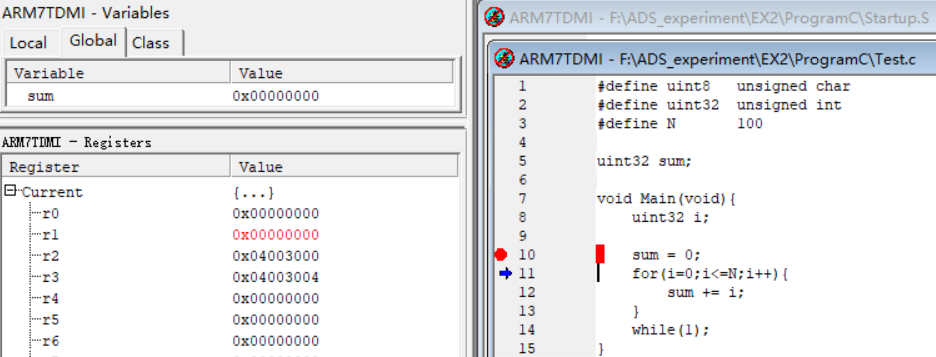 ARM7TDMI - Variables
Local Global Class
Variable Value
sum 0x00000000
ARM7TDMI - Registers
Register Value
Current {...}
r0 0x00000000
r1 0x00000000
r2 0x04003000
r3 0x04003004
r4 0x00000000
r5 0x00000000
r6 0x00000000
ARM7TDMI - F:\ADS_experiment\EX2\ProgramC\Startup.S
ARM7TDMI - F:\ADS_experiment\EX2\ProgramC\Test.c
1 #define uint8 unsigned char
2 #define uint32 unsigned int
3 #define N 100
4
5 uint32 sum;
6
7 void Main(void){
8 uint32 i;
9
10 sum = 0;
11 for(i=0;i<=N;i++){
12 sum += i;
13 }
14 while(1);
15 }